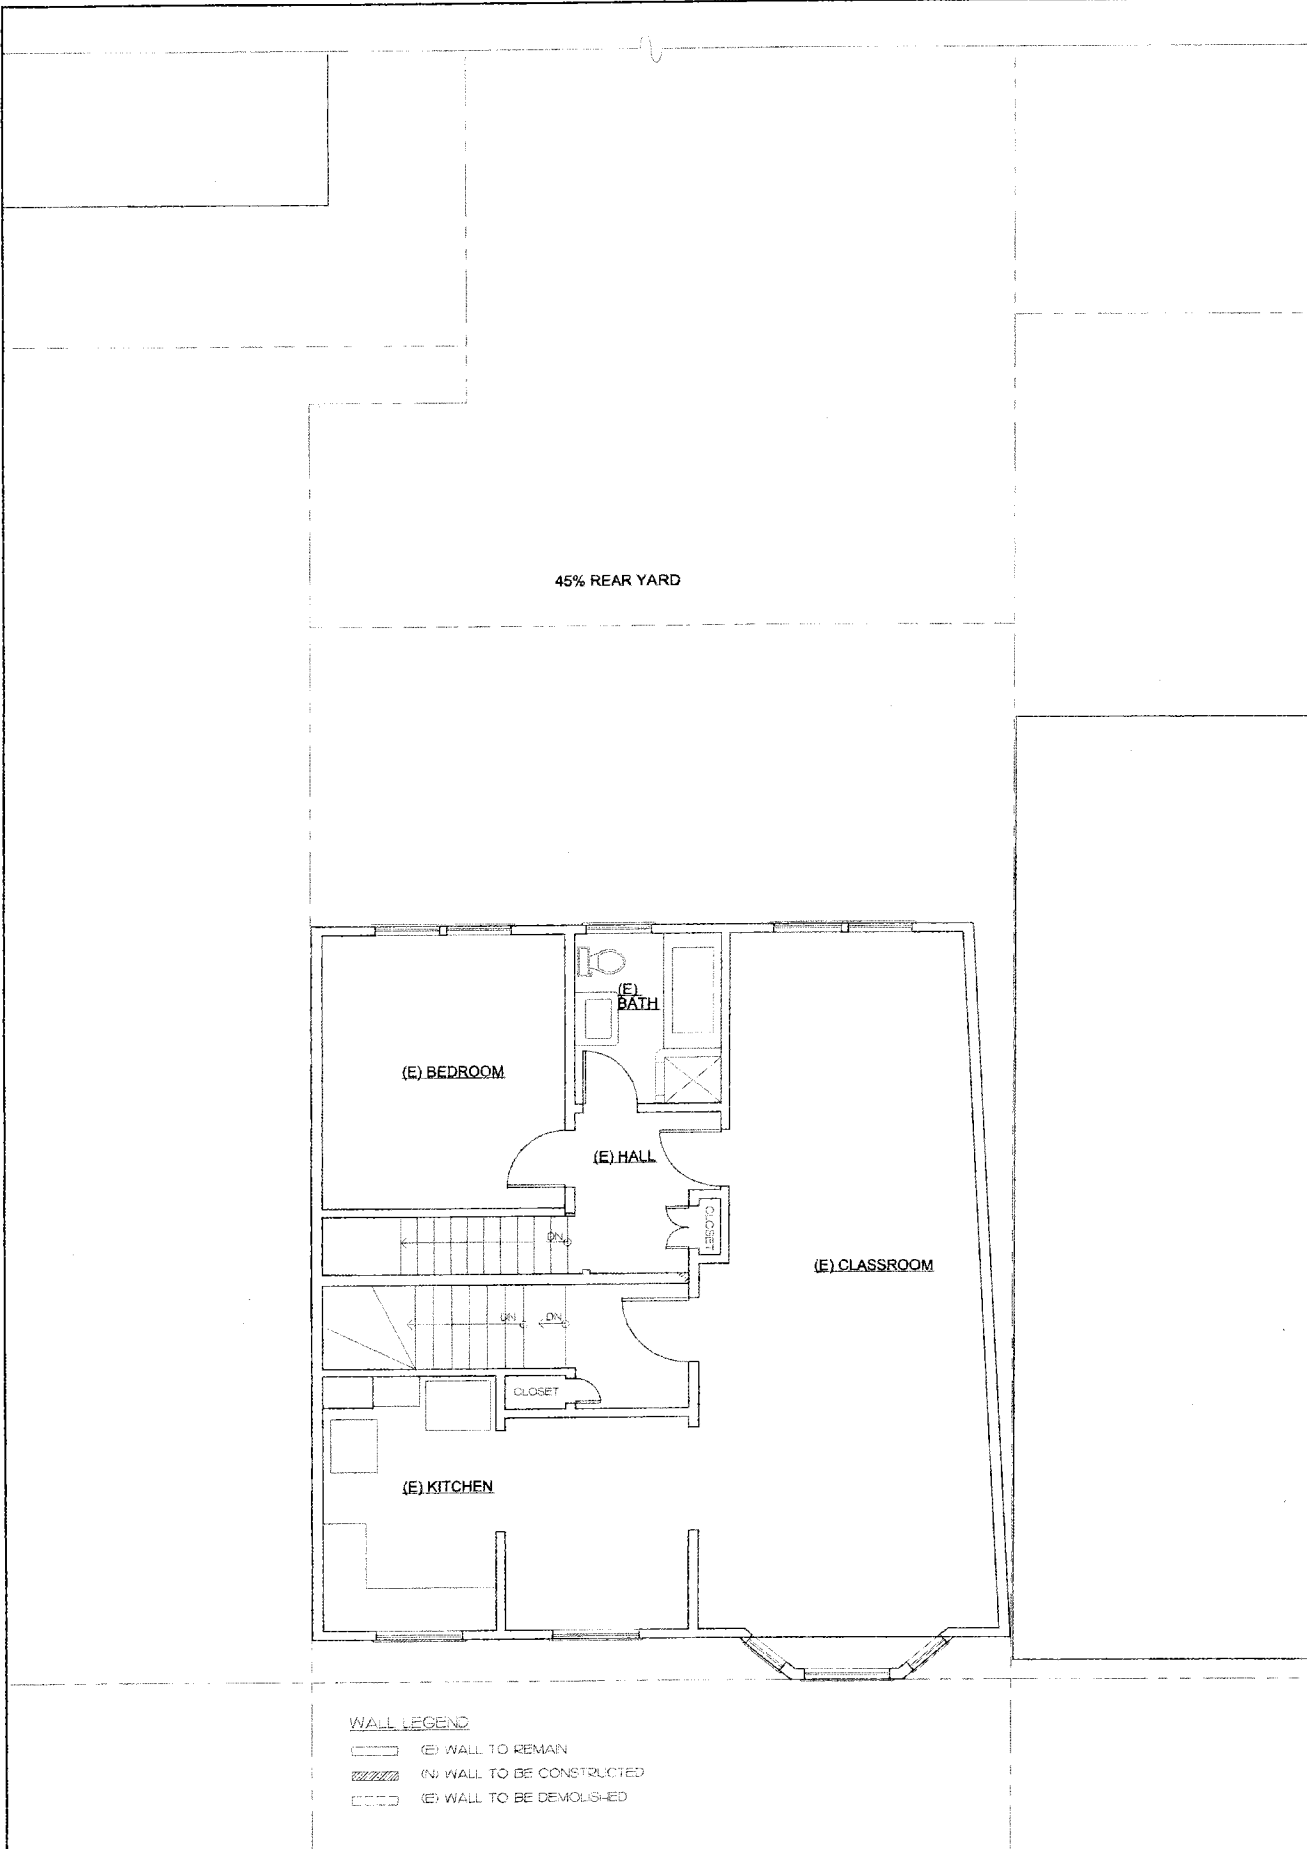 45% REAR YARD
(E)
BATH
(E) BEDROOM
(E) HALL
CLOSET
DN
(E) CLASSROOM
DN
DN
CLOSET
(E) KITCHEN
WALL LEGEND
(E) WALL TO REMAIN
(N) WALL TO BE CONSTRUCTED
(E) WALL TO BE DEMOLISHED